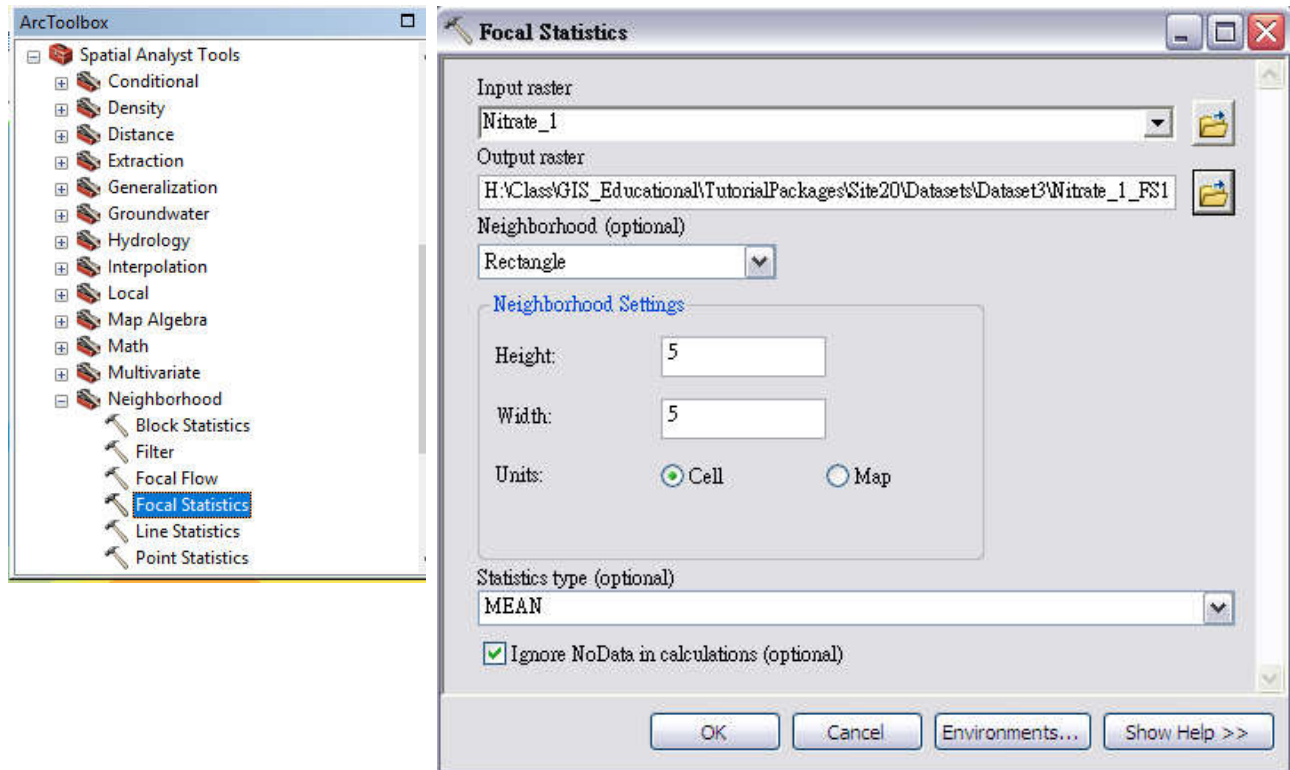 ArcToolbox
Spatial Analyst Tools
Conditional
Density
Distance
Extraction
Generalization
Groundwater
Hydrology
Interpolation
Local
Map Algebra
Math
Multivariate
Neighborhood
Block Statistics
Filter
Focal Flow
Focal Statistics
Line Statistics
Point Statistics
Focal Statistics
Input raster
Nitrate_1
Output raster
H:\Class\GIS_Educational\TutorialPackages\Site20\Datasets\Dataset3\Nitrate_1_FS1
Neighborhood (optional)
Rectangle
Neighborhood Settings
Height: 5
Width: 5
Units: Cell Map
Statistics type (optional)
MEAN
Ignore NoData in calculations (optional)
OK Cancel Environments... Show Help >>